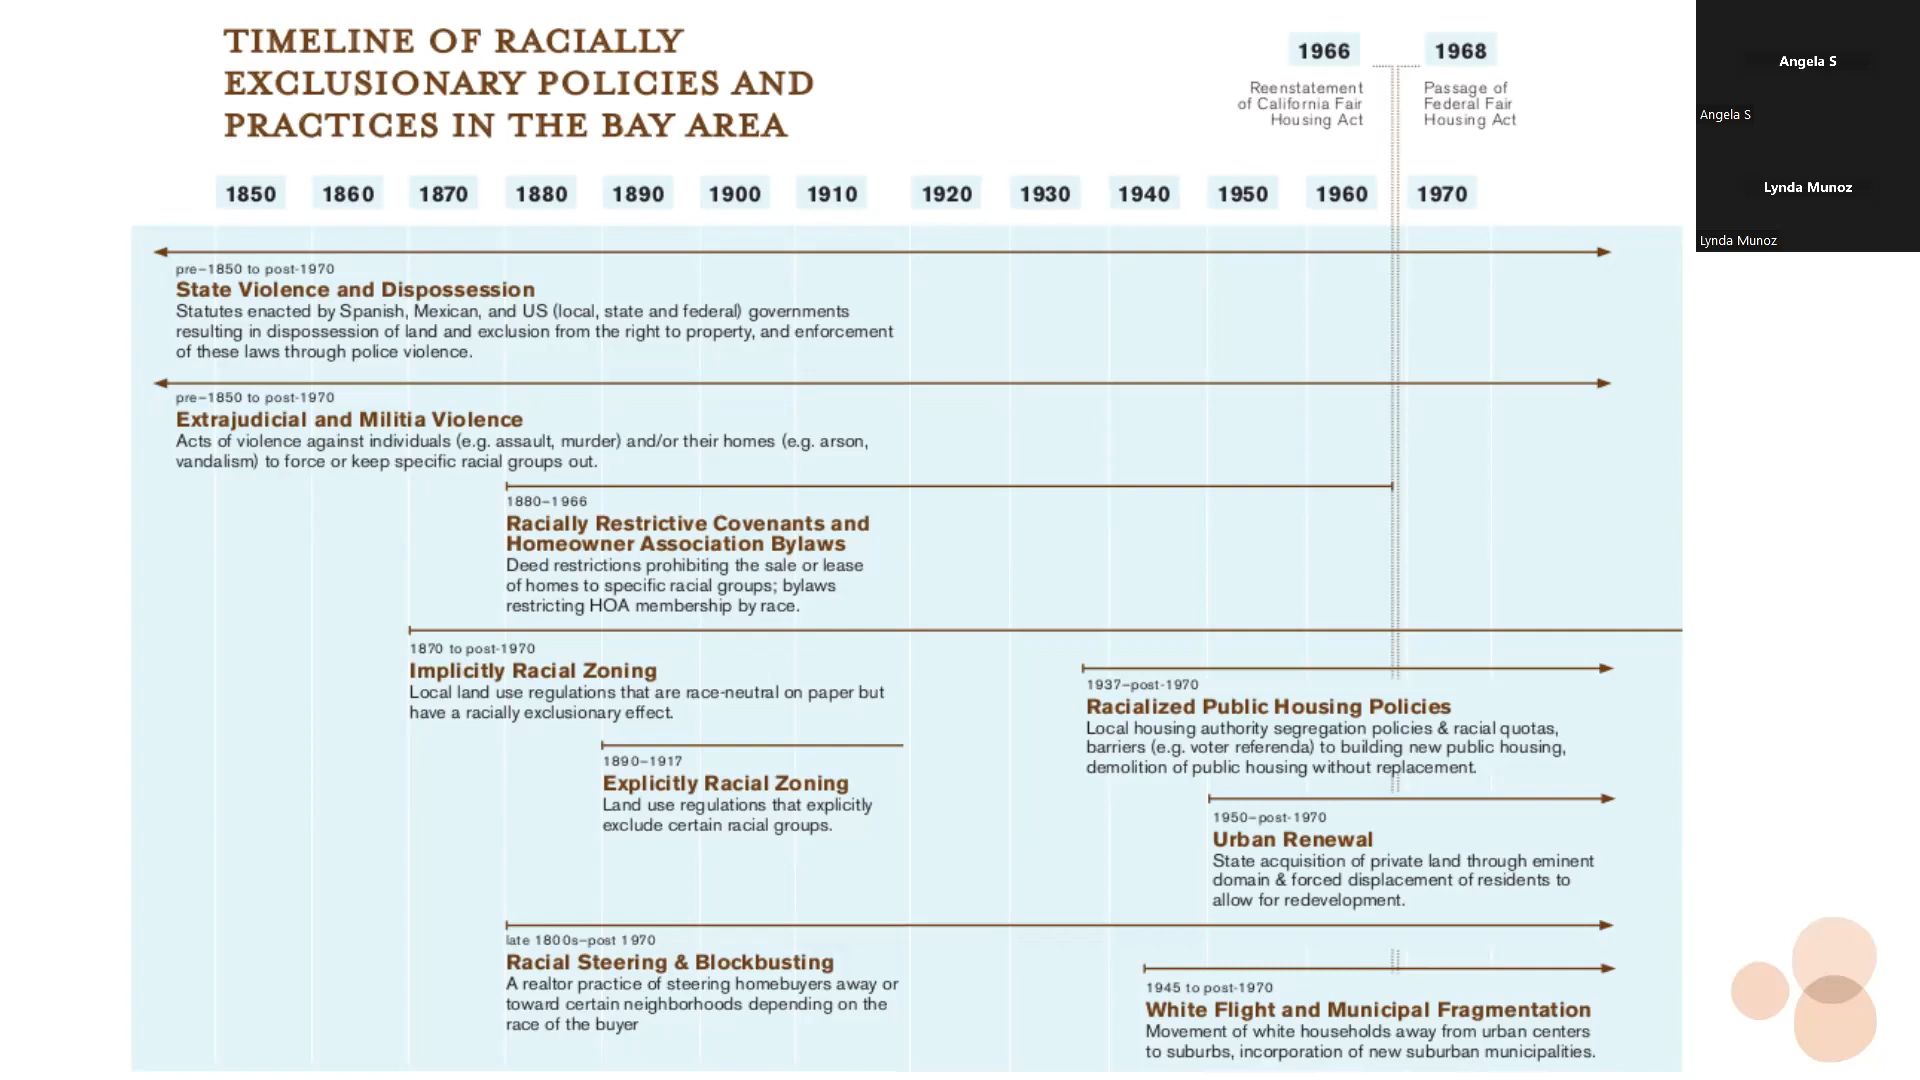 TIMELINE OF RACIALLY
EXCLUSIONARY POLICIES AND
PRACTICES IN THE BAY AREA
1966
Reenstatement
of California Fair
Housing Act
1968
Passage of
Federal Fair
Housing Act
Angela S
Angela S
Lynda Munoz
Lynda Munoz
1850 1860 1870 1880 1890 1900 1910 1920 1930 1940 1950 1960 1970
pre–1850 to post-1970
State Violence and Dispossession
Statutes enacted by Spanish, Mexican, and US (local, state and federal) governments
resulting in dispossession of land and exclusion from the right to property, and enforcement
of these laws through police violence.
pre–1850 to post-1970
Extrajudicial and Militia Violence
Acts of violence against individuals (e.g. assault, murder) and/or their homes (e.g. arson,
vandalism) to force or keep specific racial groups out.
1880–1966
Racially Restrictive Covenants and
Homeowner Association Bylaws
Deed restrictions prohibiting the sale or lease
of homes to specific racial groups; bylaws
restricting HOA membership by race.
1870 to post-1970
Implicitly Racial Zoning
Local land use regulations that are race-neutral on paper but
have a racially exclusionary effect.
1937–post-1970
Racialized Public Housing Policies
Local housing authority segregation policies & racial quotas,
barriers (e.g. voter referenda) to building new public housing,
demolition of public housing without replacement.
1890–1917
Explicitly Racial Zoning
Land use regulations that explicitly
exclude certain racial groups.
1950–post-1970
Urban Renewal
State acquisition of private land through eminent
domain & forced displacement of residents to
allow for redevelopment.
late 1800s–post 1970
Racial Steering & Blockbusting
A realtor practice of steering homebuyers away or
toward certain neighborhoods depending on the
race of the buyer
1945 to post-1970
White Flight and Municipal Fragmentation
Movement of white households away from urban centers
to suburbs, incorporation of new suburban municipalities.